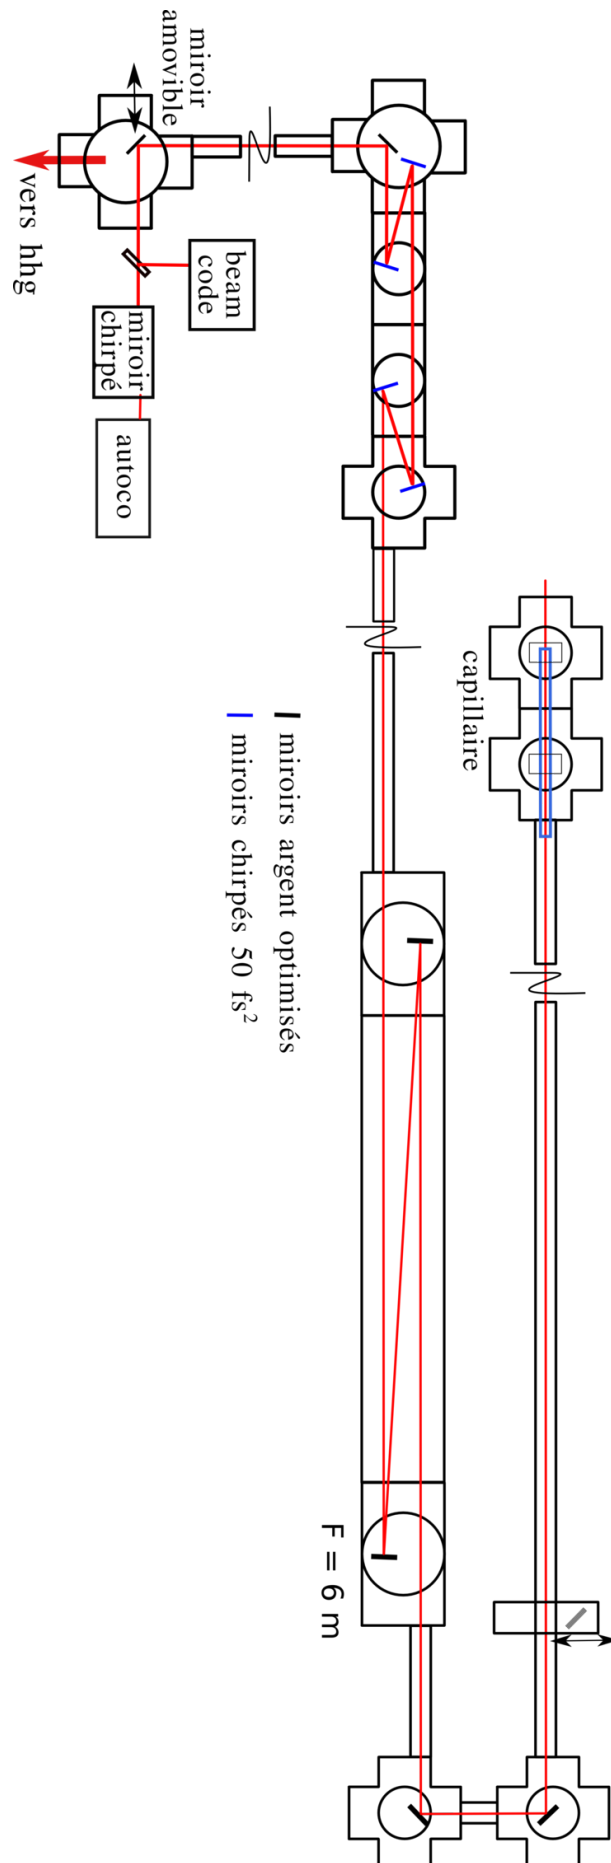 miroir
amovible
vers hhg
beam
code
miroir
chirpé
autoco
capillaire
miroirs argent optimisés
miroirs chirpés 50 fs²
F = 6 m